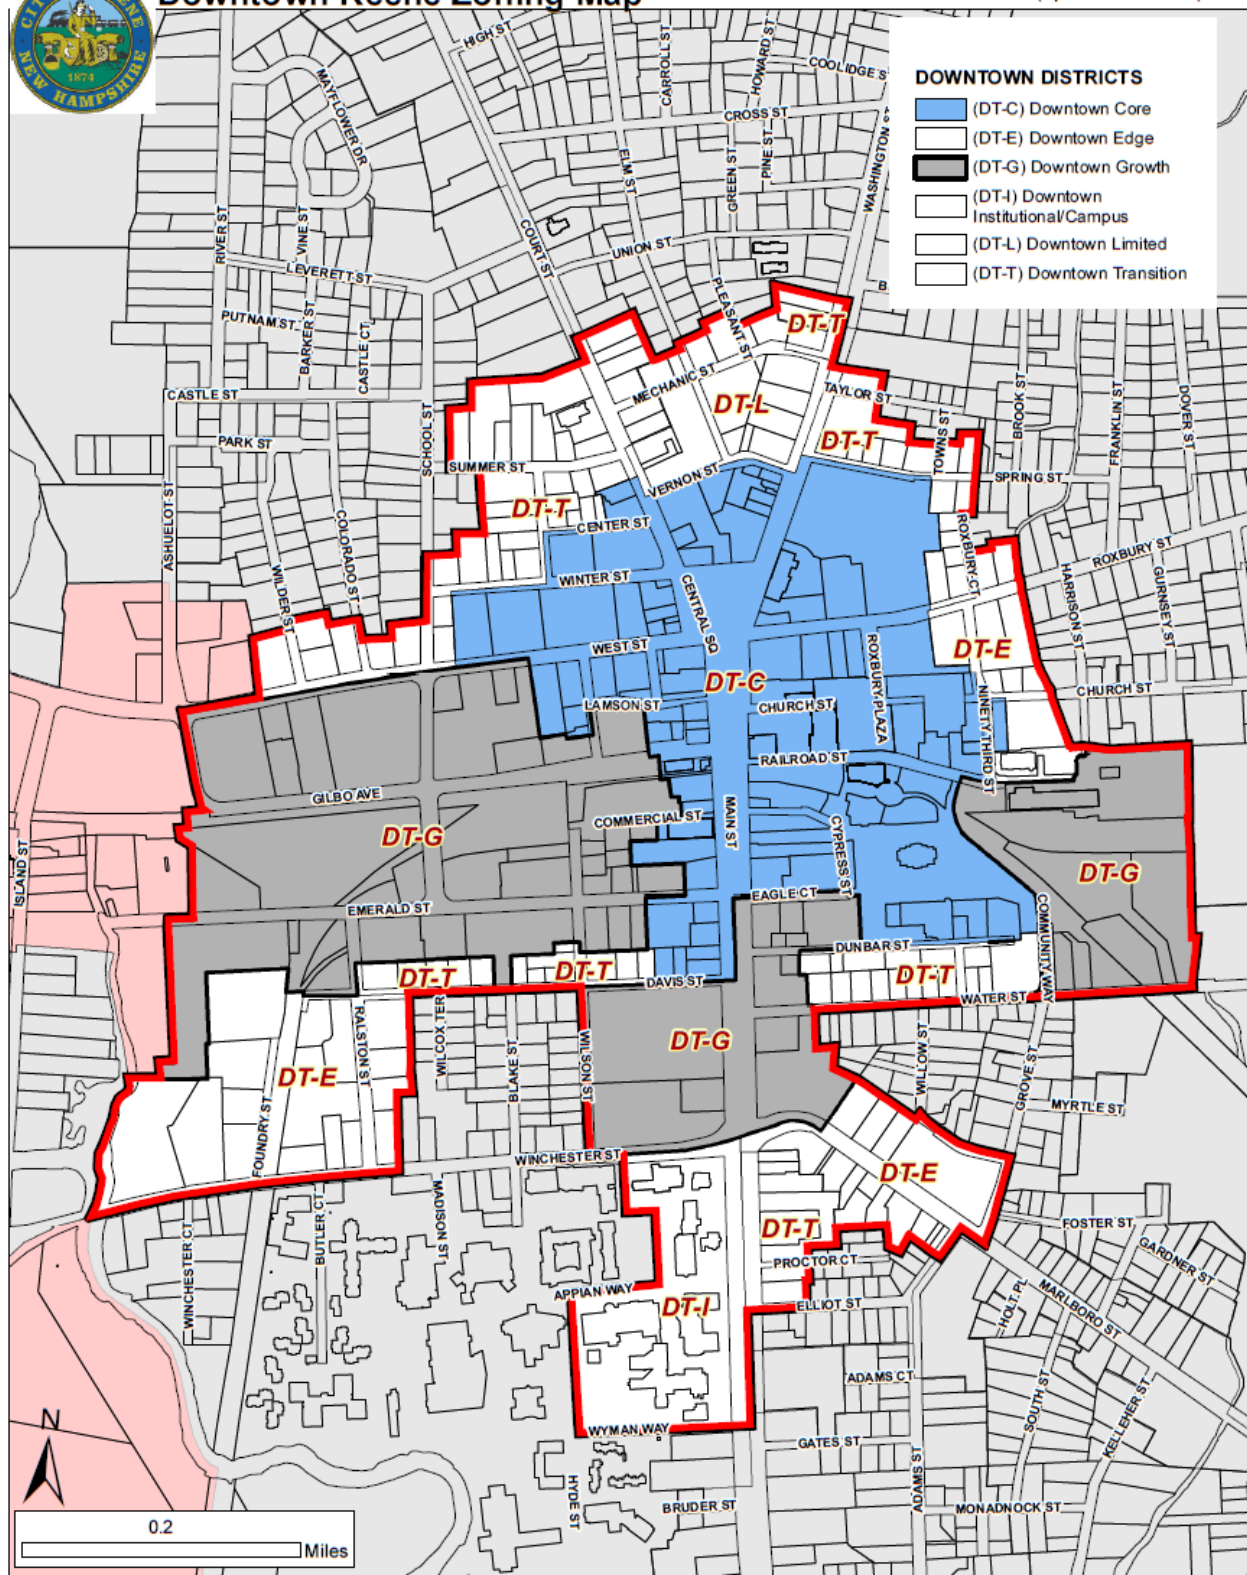 Downtown Keene Zoning Map
NEW HAMPSHIRE
1874
DOWNTOWN DISTRICTS
(DT-C) Downtown Core
(DT-E) Downtown Edge
(DT-G) Downtown Growth
(DT-I) Downtown
Institutional/Campus
(DT-L) Downtown Limited
(DT-T) Downtown Transition
HIGH ST
CARROLL ST
HOWARD ST
COOLIDGE S
MAYFLOWER DR
CROSS ST
WASHINGTON ST
ELM ST
GREEN ST
PINE ST
RIVER ST
VINE ST
COURT ST
UNION ST
LEVERETT ST
PLEASANT ST
B
PUTNAM ST
BARKER ST
CASTLE CT
DT-T
MECHANIC ST
CASTLE ST
TAYLOR ST
DT-L
BROOK ST
FRANKLIN ST
DOVER ST
PARK ST
SCHOOL ST
SUMMER ST
DT-T
TOWNS ST
VERNON ST
SPRING ST
ASHUELOT ST
COLORADO ST
DT-T
CENTER ST
WILDER ST
WINTER ST
CENTRAL SQ
ROXBURY CT
ROXBURY ST
HARRISON ST
GURNSEY ST
WEST ST
ROXBURY PLAZA
DT-E
DT-C
LAMSON ST
CHURCH ST
NINETY THIRD ST
CHURCH ST
RAILROAD ST
GILBO AVE
DT-G
COMMERCIAL ST
MAIN ST
CYPRESS ST
DT-G
ISLAND ST
EMERALD ST
EAGLE CT
COMMUNITY WAY
DUNBAR ST
DT-T
DT-T
DAVIS ST
DT-T
WATER ST
RALSTON ST
WILCOX TER
BLAKE ST
WILSON ST
DT-G
WILLOW ST
GROVE ST
DT-E
FOUNDRY ST
MYRTLE ST
WINCHESTER ST
DT-E
MADISON ST
WINCHESTER CT
BUTLER CT
DT-T
FOSTER ST
GARDNER ST
PROCTOR CT
APPIAN WAY
DT-I
ELLIOT ST
HOLT PL
MARLBORO ST
ADAMS CT
SOUTH ST
KELLEHER ST
N
WYMAN WAY
GATES ST
HYDE ST
BRUDER ST
ADAMS ST
MONADNOCK ST
0.2
Miles